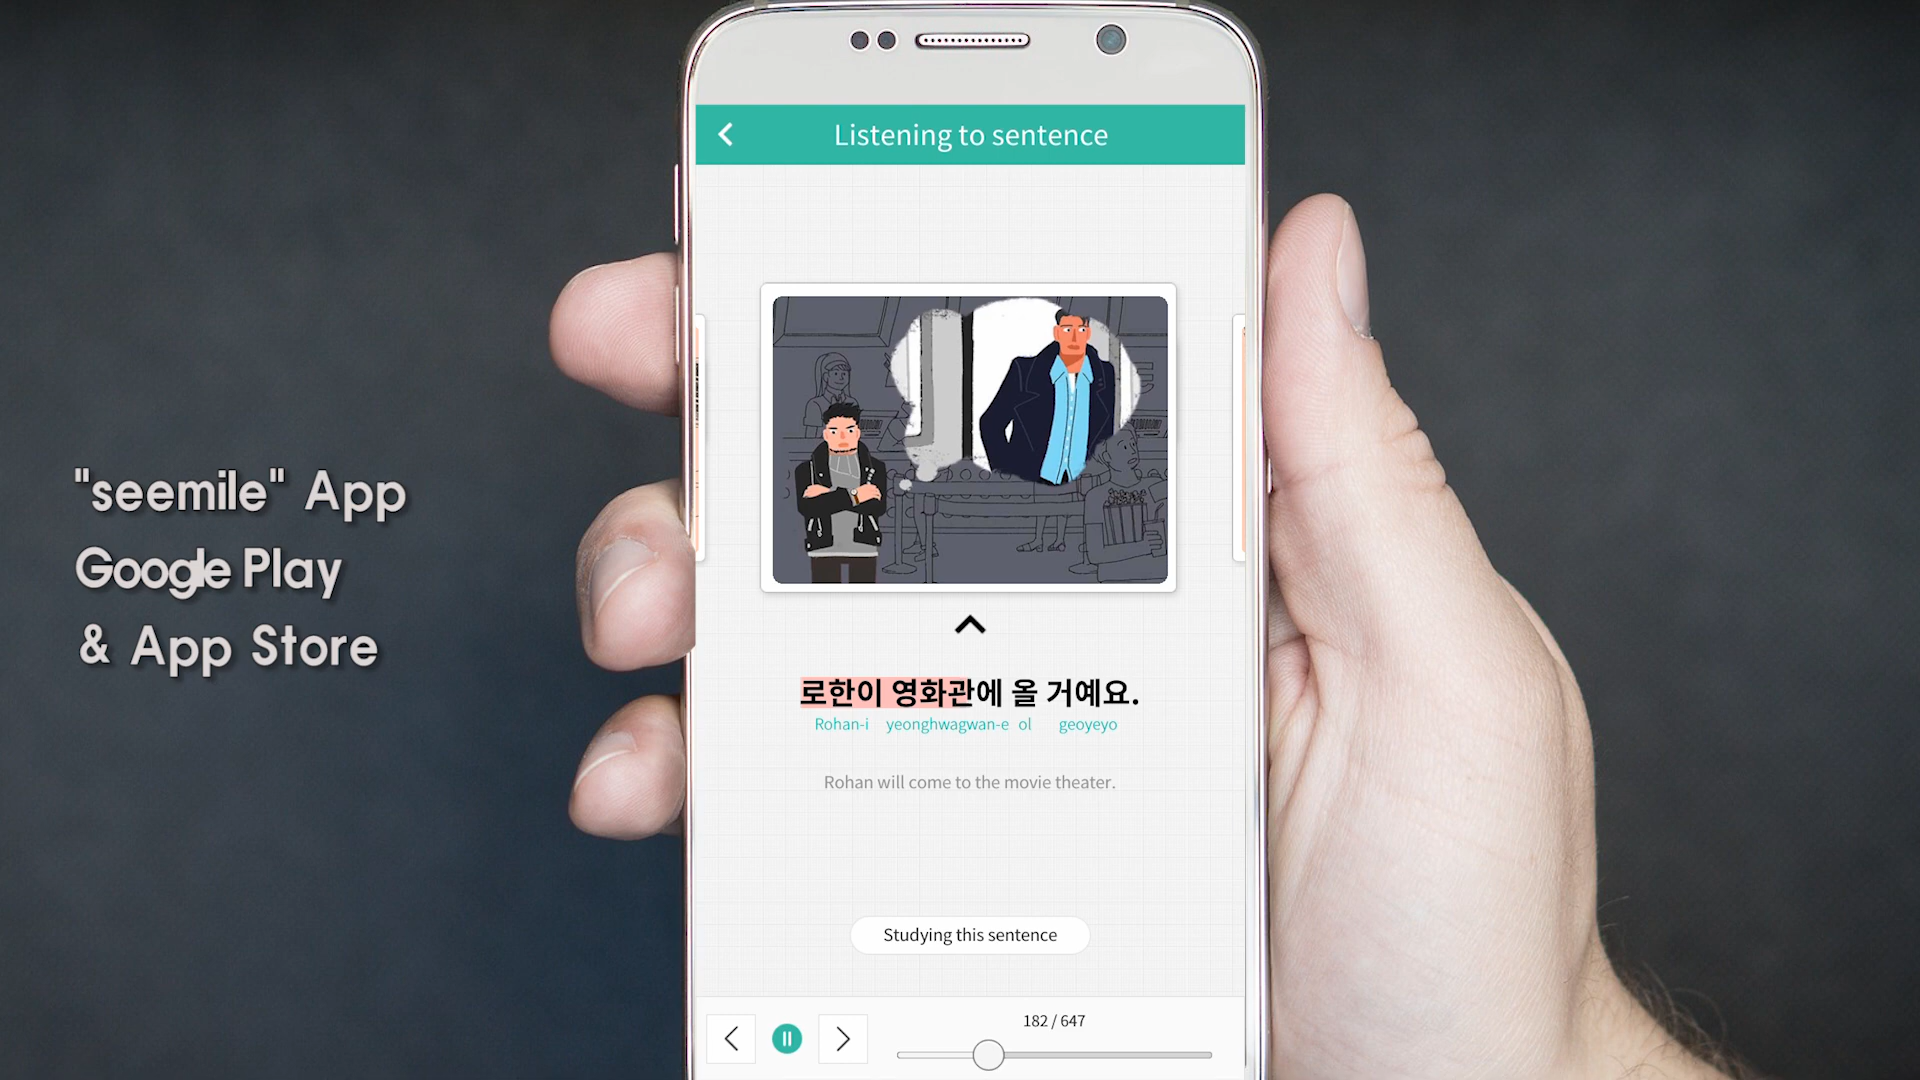 "seemile" App
Google Play
& App Store
Listening to sentence
로한이 영화관에 올 거예요.
Rohan-i yeonghwagwan-e ol geoyeyo
Rohan will come to the movie theater.
Studying this sentence
182 / 647